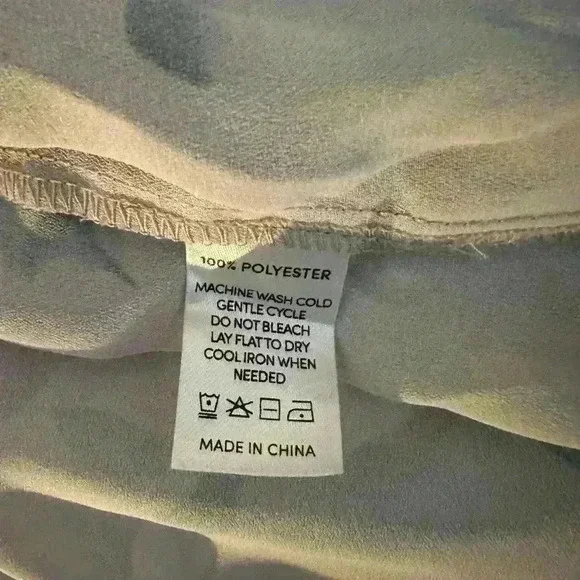 100% POLYESTER
MACHINE WASH COLD
GENTLE CYCLE
DO NOT BLEACH
LAY FLAT TO DRY
COOL IRON WHEN
NEEDED
MADE IN CHINA